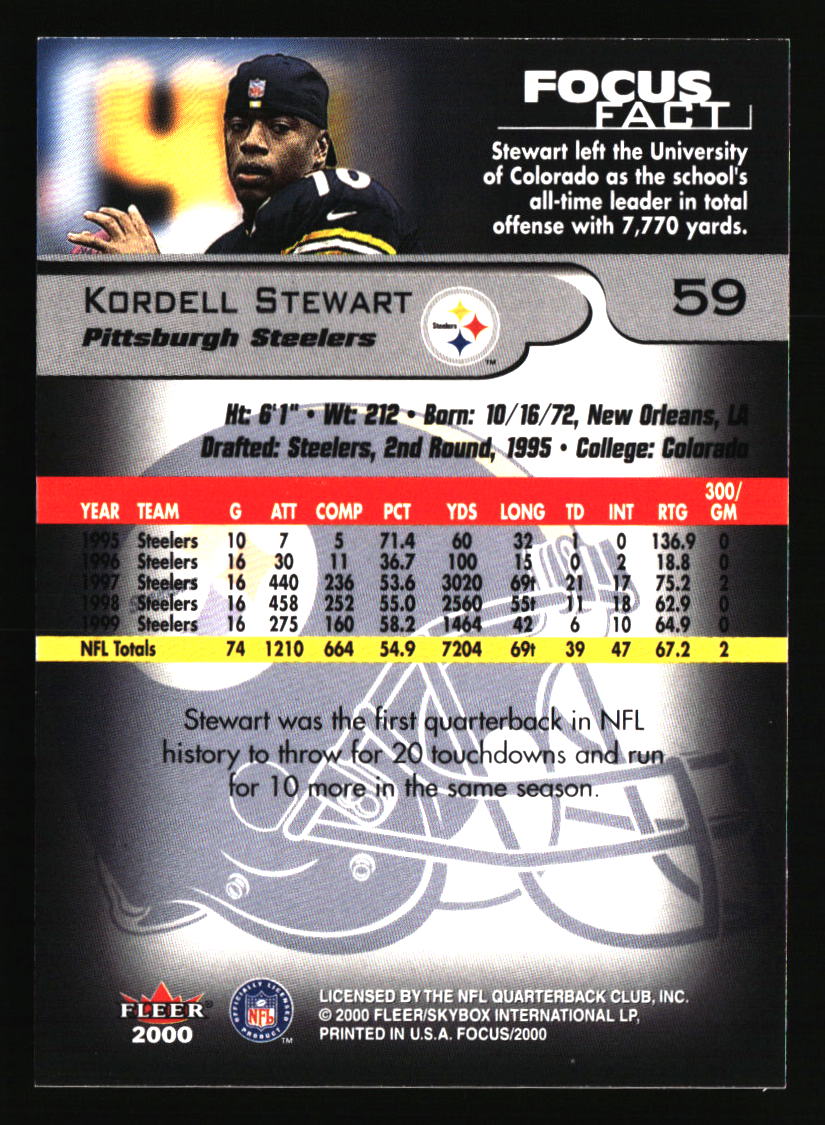 FOCUS
FACT
Stewart left the University
of Colorado as the school's
all-time leader in total
offense with 7,770 yards.
10
KORDELL STEWART
Pittsburgh Steelers
Steelers
TM
59
Ht: 6'1" • Wt: 212 • Born: 10/16/72, New Orleans, LA
Drafted: Steelers, 2nd Round, 1995 • College: Colorado
YEAR TEAM G ATT COMP PCT YDS LONG TD INT RTG 300/GM
1995 Steelers 10 7 5 71.4 60 32 1 0 136.9 0
1996 Steelers 16 30 11 36.7 100 15 0 2 18.8 0
1997 Steelers 16 440 236 53.6 3020 69t 21 17 75.2 2
1998 Steelers 16 458 252 55.0 2560 55t 11 18 62.9 0
1999 Steelers 16 275 160 58.2 1464 42 6 10 64.9 0
NFL Totals 74 1210 664 54.9 7204 69t 39 47 67.2 2
Stewart was the first quarterback in NFL
history to throw for 20 touchdowns and run
for 10 more in the same season.
FLEER®
2000
OFFICIALLY LICENSED
NFL
PRODUCT
TM
LICENSED BY THE NFL QUARTERBACK CLUB, INC.
© 2000 FLEER/SKYBOX INTERNATIONAL LP,
PRINTED IN U.S.A. FOCUS/2000